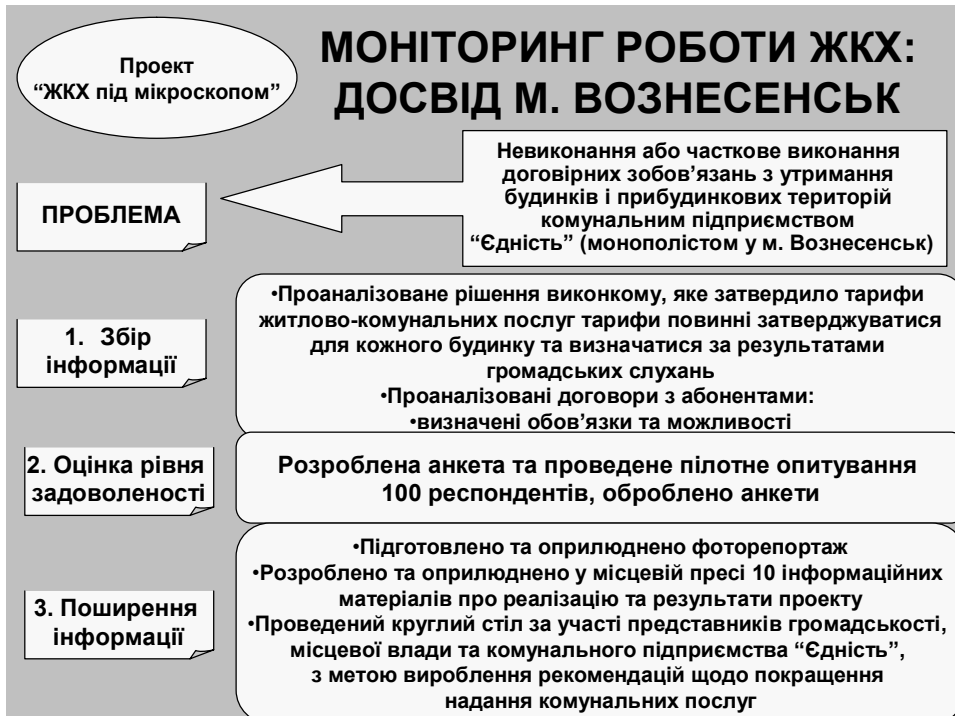 Проект
“ЖКХ під мікроскопом”
МОНІТОРИНГ РОБОТИ ЖКХ:
ДОСВІД М. ВОЗНЕСЕНСЬК
ПРОБЛЕМА
Невиконання або часткове виконання
договірних зобов’язань з утримання
будинків і прибудинкових територій
комунальним підприємством
“Єдність” (монополістом у м. Вознесенськ)
1. Збір
інформації
•Проаналізоване рішення виконкому, яке затвердило тарифи
житлово-комунальних послуг тарифи повинні затверджуватися
для кожного будинку та визначатися за результатами
громадських слухань
•Проаналізовані договори з абонентами:
•визначені обов’язки та можливості
2. Оцінка рівня
задоволеності
Розроблена анкета та проведене пілотне опитування
100 респондентів, оброблено анкети
3. Поширення
інформації
•Підготовлено та оприлюднено фоторепортаж
•Розроблено та оприлюднено у місцевій пресі 10 інформаційних
матеріалів про реалізацію та результати проекту
•Проведений круглий стіл за участі представників громадськості,
місцевої влади та комунального підприємства “Єдність”,
з метою вироблення рекомендацій щодо покращення
надання комунальних послуг